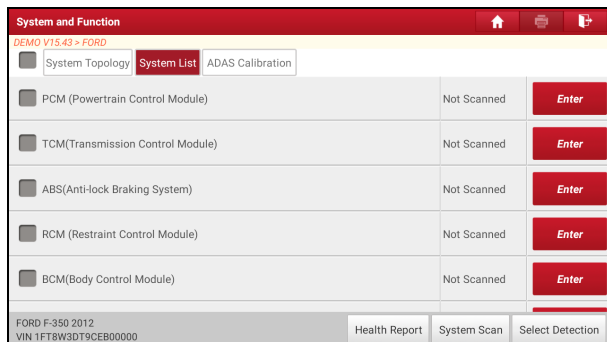 System and Function
DEMO V15.43 > FORD
System Topology System List ADAS Calibration
PCM (Powertrain Control Module) Not Scanned Enter
TCM(Transmission Control Module) Not Scanned Enter
ABS(Anti-lock Braking System) Not Scanned Enter
RCM (Restraint Control Module) Not Scanned Enter
BCM(Body Control Module) Not Scanned Enter
FORD F-350 2012
VIN 1FT8W3DT9CEB00000
Health Report System Scan Select Detection